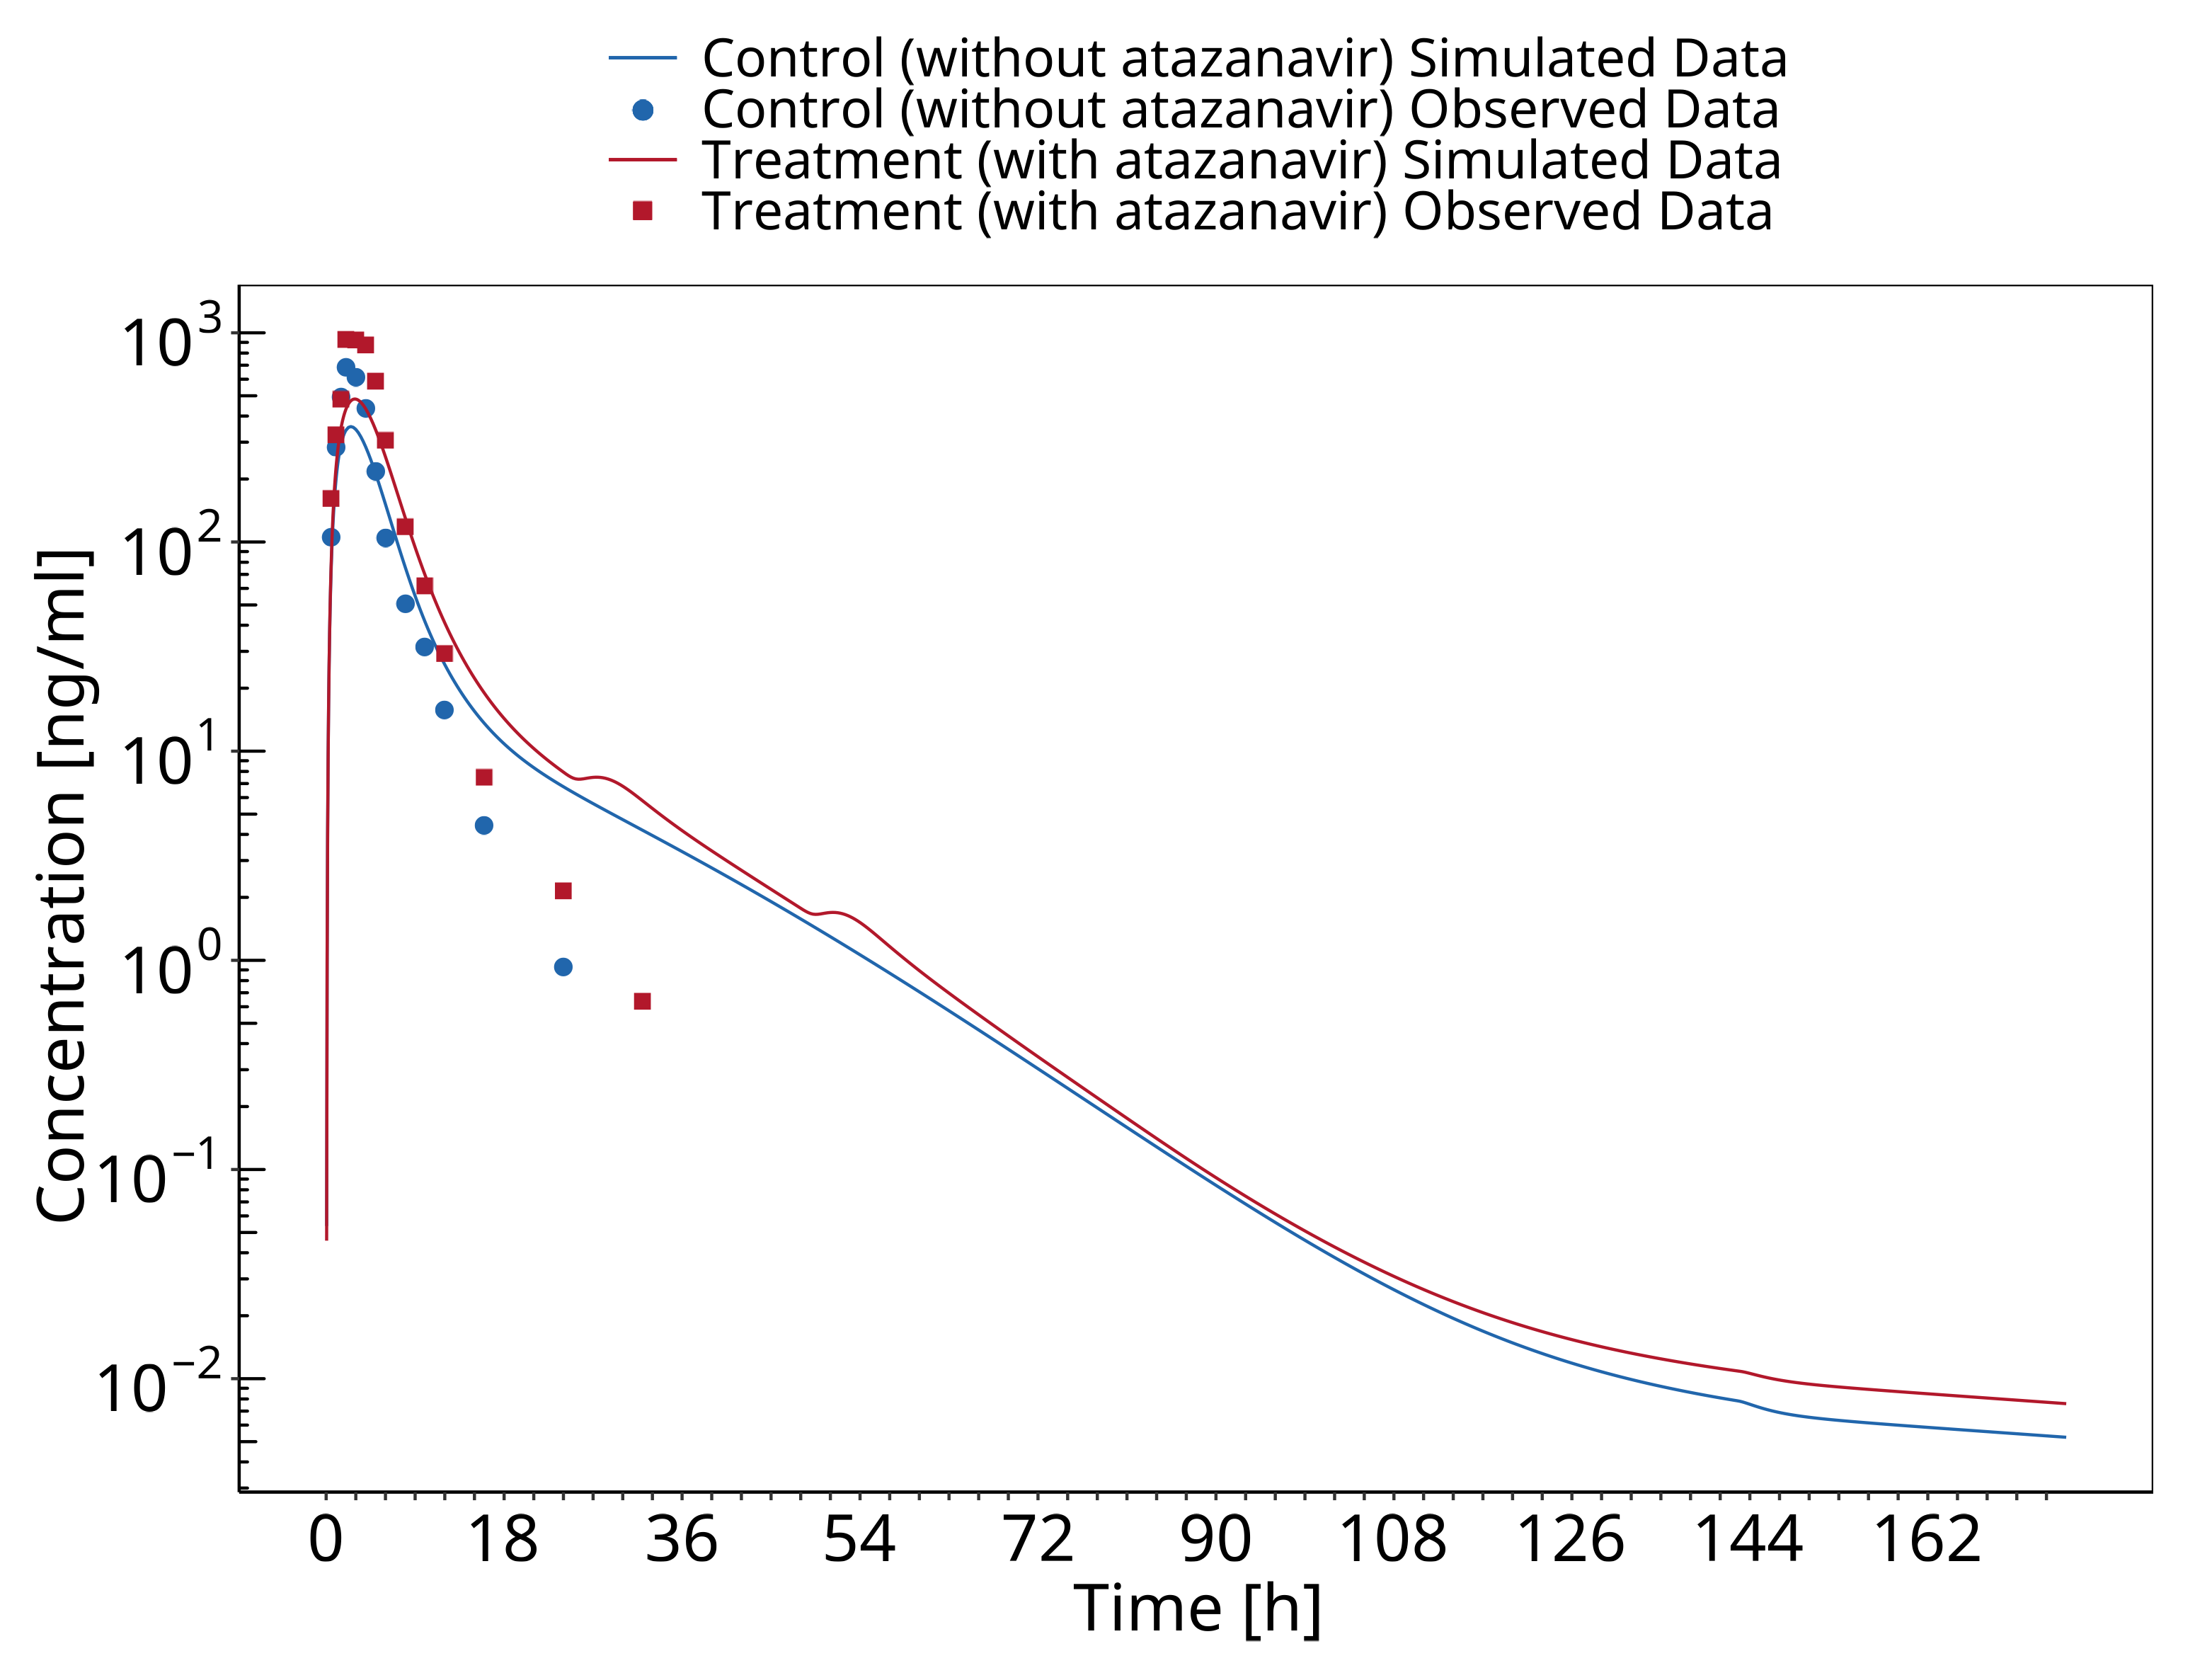 Control (without atazanavir) Simulated Data
Control (without atazanavir) Observed Data
Treatment (with atazanavir) Simulated Data
Treatment (with atazanavir) Observed Data
Concentration [ng/ml]
10³
10²
10¹
10⁰
10⁻¹
10⁻²
0 18 36 54 72 90 108 126 144 162
Time [h]